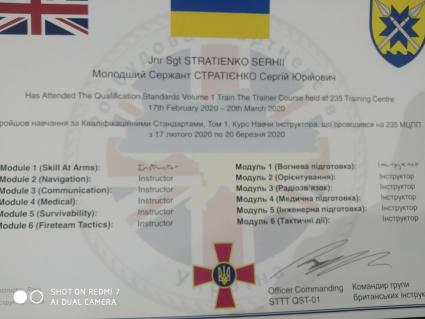 Jnr Sgt STRATIENKO SERHII
Молодший Сержант СТРАТІЄНКО Сергій Юрійович
Has Attended The Qualification Standards Volume 1 Train The Trainer Course held at 235 Training Centre
17th February 2020 – 20th March 2020
пройшов навчання за Кваліфікаційними Стандартами, Том 1, Курс Навчи Інструктора, що проводився на 235 МЦПП
з 17 лютого 2020 по 20 березня 2020
Module 1 (Skill At Arms): Instructor
Module 2 (Navigation): Instructor
Module 3 (Communication): Instructor
Module 4 (Medical): Instructor
Module 5 (Survivability): Instructor
Module 6 (Fireteam Tactics): Instructor
Модуль 1 (Вогнева підготовка): Інструктор
Модуль 2 (Орієнтування): Інструктор
Модуль 3 (Радіозв'язок): Інструктор
Модуль 4 (Медична підготовка): Інструктор
Модуль 5 (Інженерна підготовка): Інструктор
Модуль 6 (Тактичні дії): Інструктор
Officer Commanding
STTT QST-01
Командир групи
британських інструкторів
SHOT ON REDMI 7
AI DUAL CAMERA